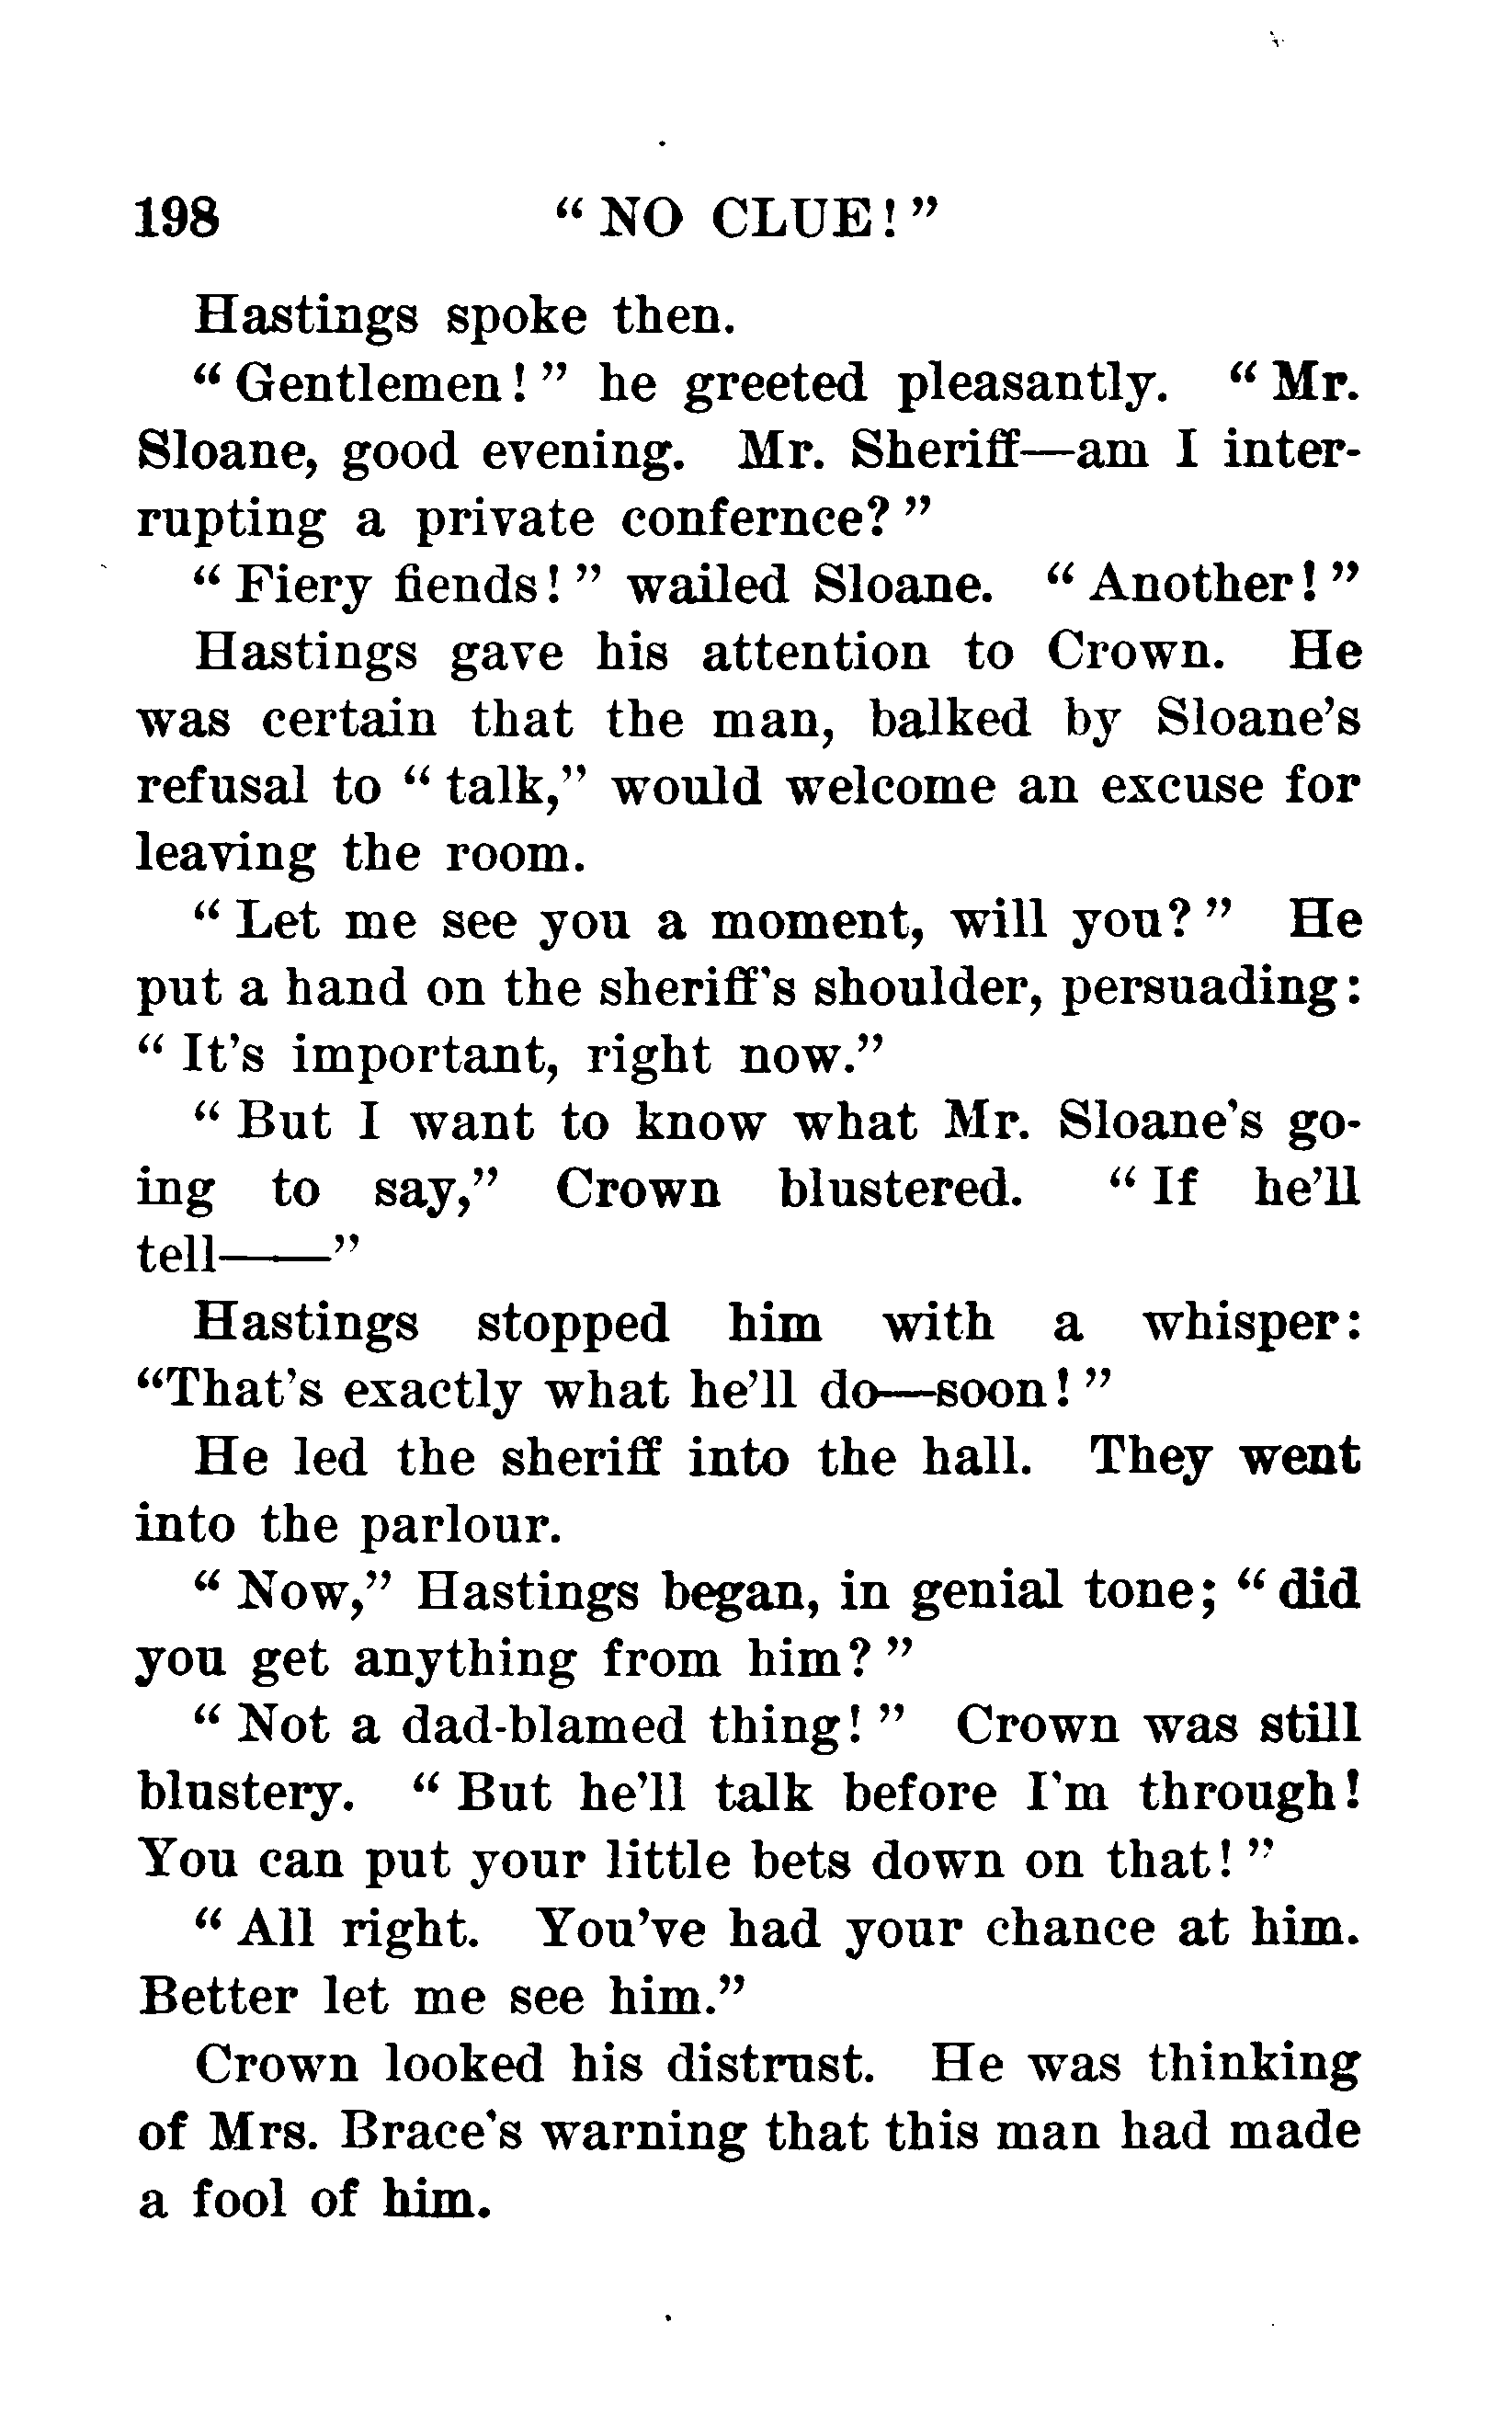 198 “ NO CLUE! ”
Hastings spoke then.
“ Gentlemen! ” he greeted pleasantly. “ Mr.
Sloane, good evening. Mr. Sheriff—am I inter-
rupting a private confernce? ”
“ Fiery fiends! ” wailed Sloane. “ Another! ”
Hastings gave his attention to Crown. He
was certain that the man, balked by Sloane’s
refusal to “ talk,” would welcome an excuse for
leaving the room.
“ Let me see you a moment, will you? ” He
put a hand on the sheriff’s shoulder, persuading:
“ It’s important, right now.”
“ But I want to know what Mr. Sloane’s go-
ing to say,” Crown blustered. “ If he’ll
tell——”
Hastings stopped him with a whisper:
“That’s exactly what he’ll do—soon! ”
He led the sheriff into the hall. They went
into the parlour.
“ Now,” Hastings began, in genial tone; “ did
you get anything from him? ”
“ Not a dad-blamed thing! ” Crown was still
blustery. “ But he’ll talk before I’m through!
You can put your little bets down on that! ”
“ All right. You’ve had your chance at him.
Better let me see him.”
Crown looked his distrust. He was thinking
of Mrs. Brace’s warning that this man had made
a fool of him.